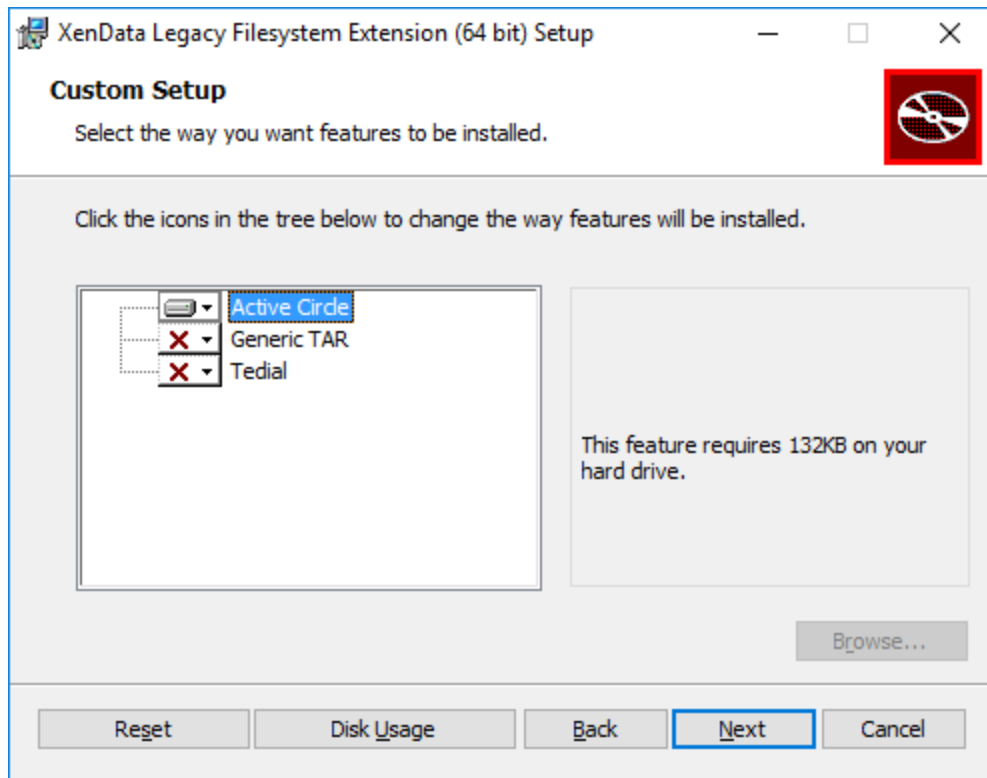 XenData Legacy Filesystem Extension (64 bit) Setup
Custom Setup
Select the way you want features to be installed.
Click the icons in the tree below to change the way features will be installed.
Active Circle
Generic TAR
Tedial
This feature requires 132KB on your
hard drive.
Browse...
Reset
Disk Usage
Back
Next
Cancel